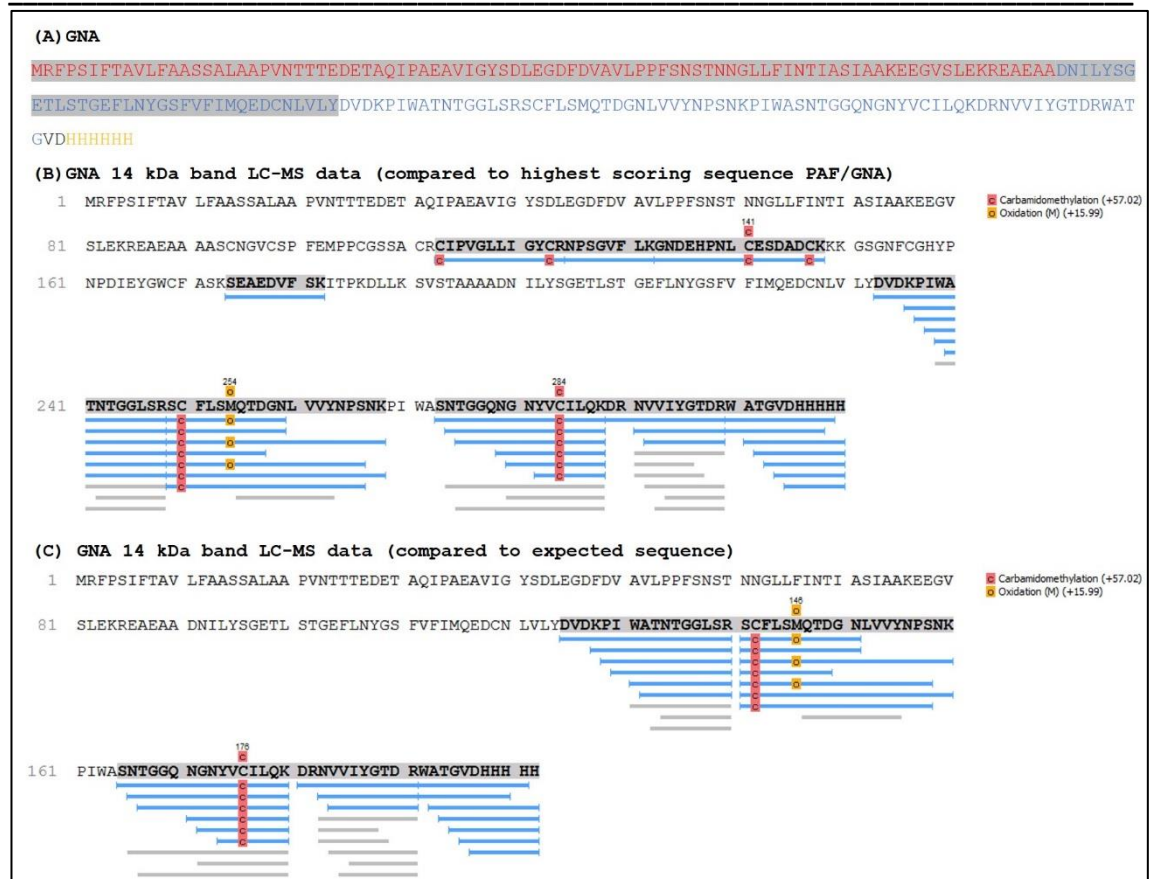 (A) GNA
MRFPSIFTAVLFAASSALAAPVNTTTEDETAQIPAEAVIGYSDLEGDFDVAVLPPFSNSTNNGLLFINTIASIAAKEEGVSLEKREAEAADNILYSG
ETLSTGEFLNYGSFVFIMQEDCNLVLYDVDKPIWATNTGGLSRSCFLSMQTDGNLVVYNPSNKPIWASNTGGQNGNYVCILQKDRNVVIYGTDRWAT
GVDHHHHHH
(B) GNA 14 kDa band LC-MS data (compared to highest scoring sequence PAF/GNA)
1 MRFPSIFTAV LFAASSALAA PVNTTTEDET AQIPAEAVIG YSDLEGDFDV AVLPPFSNST NNGLLFINTI ASIAAKEEGV
C Carbamidomethylation (+57.02)
O Oxidation (M) (+15.99)
141
81 SLEKREAEAA AASCNGVCSP FEMPPCGSSA CRCIPVGLLI GYCRNPSGVF LKGNDEHPNL CESDADCKKK GSGNFCGHYP
C C C C
161 NPDIEYGWCF ASKSEAEDVF SKITPKDLLK SVSTAAAADN ILYSGETLST GEFLNYGSFV FIMQEDCNLV LYDVDKPIWA
254 284
O C
241 TNTGGLSRSC FLSMQTDGNL VVYNPSNKPI WASNTGGQNG NYVCILQKDR NVVIYGTDRW ATGVDHHHHH
C O C
C C
C O C
C C
C O C
C C
C
(C) GNA 14 kDa band LC-MS data (compared to expected sequence)
1 MRFPSIFTAV LFAASSALAA PVNTTTEDET AQIPAEAVIG YSDLEGDFDV AVLPPFSNST NNGLLFINTI ASIAAKEEGV
C Carbamidomethylation (+57.02)
O Oxidation (M) (+15.99)
146
O
81 SLEKREAEAA DNILYSGETL STGEFLNYGS FVFIMQEDCN LVLYDVDKPI WATNTGGLSR SCFLSMQTDG NLVVYNPSNK
C O
C
C O
C
C O
C
C
176
C
161 PIWASNTGGQ NGNYVCILQK DRNVVIYGTD RWATGVDHHH HH
C
C
C
C
C
C